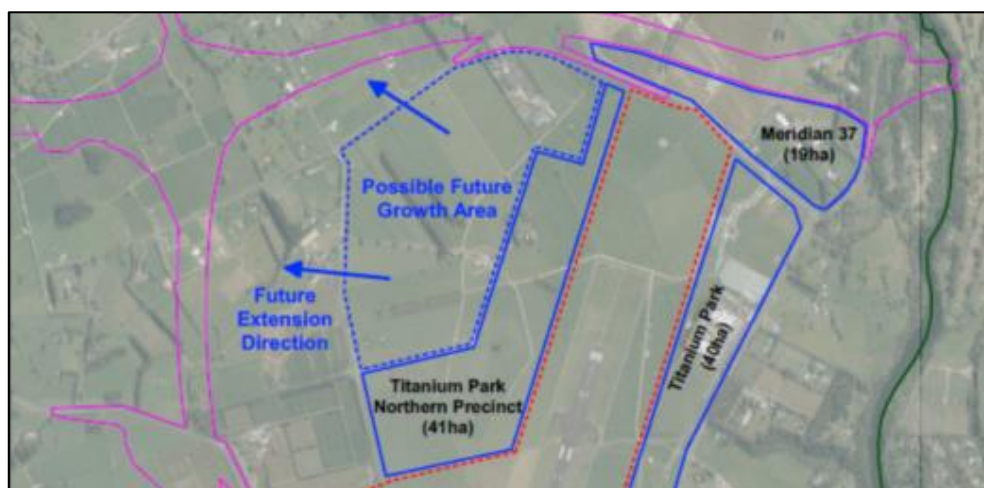 Meridian 37
(19ha)
Possible Future
Growth Area
Future
Extension
Direction
Titanium Park
Northern Precinct
(41ha)
Titanium Park
(40ha)